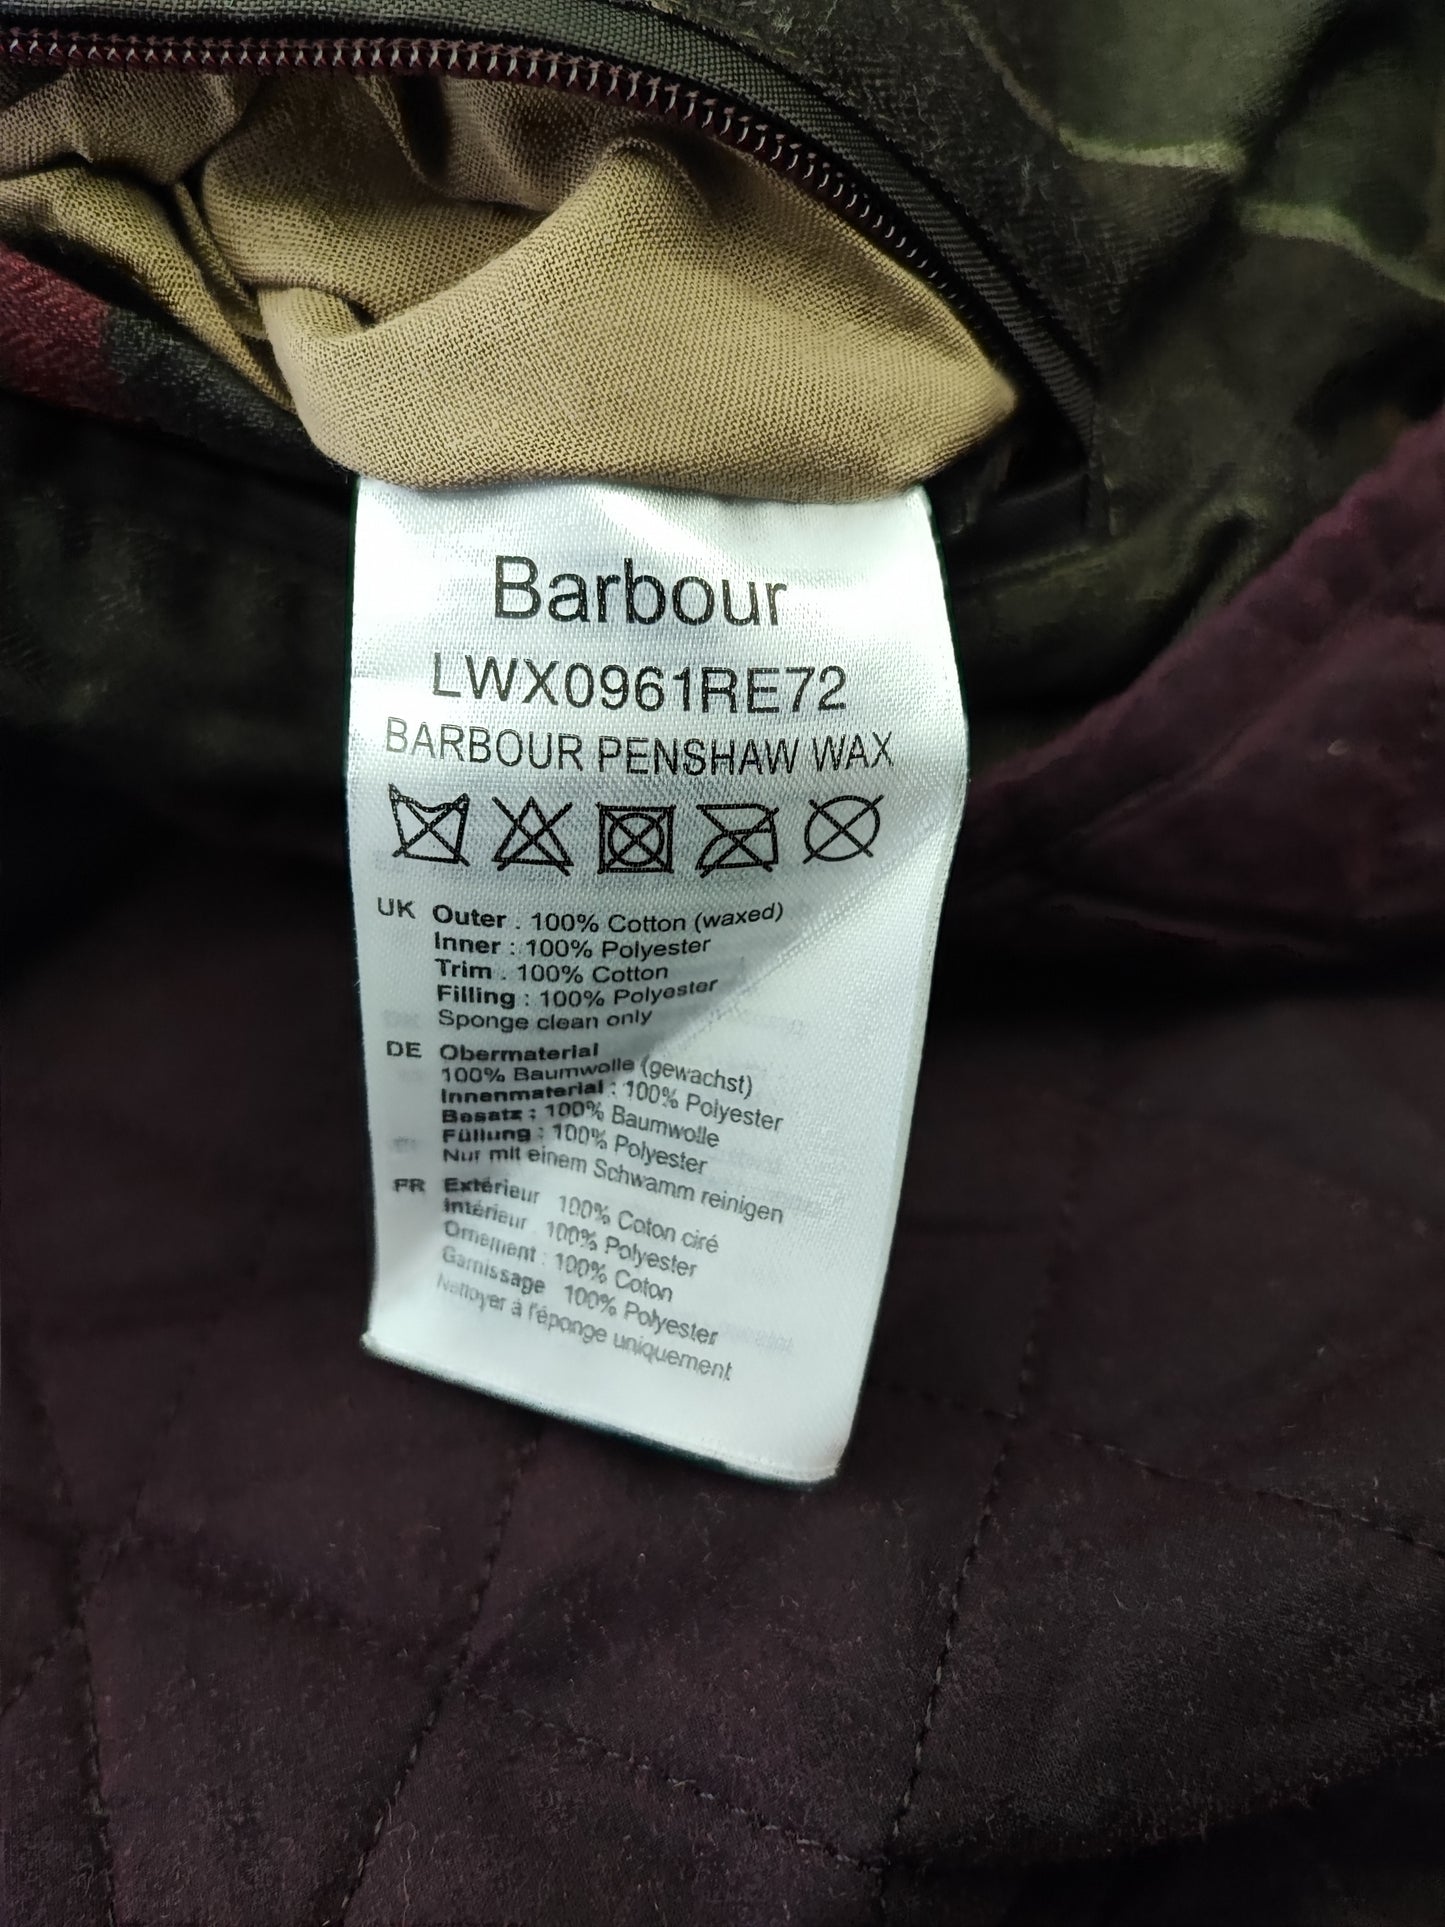 Barbour
LWX0961RE72
BARBOUR PENSHAW WAX
UK Outer : 100% Cotton (waxed)
Inner : 100% Polyester
Trim : 100% Cotton
Filling : 100% Polyester
Sponge clean only
DE Obermaterial
100% Baumwolle (gewachst)
Innenmaterial : 100% Polyester
Besatz : 100% Baumwolle
Füllung : 100% Polyester
Nur mit einem Schwamm reinigen
FR Extérieur 100% Coton ciré
Intérieur 100% Polyester
Ornement : 100% Coton
Garnissage 100% Polyester
Nettoyer à l'éponge uniquement